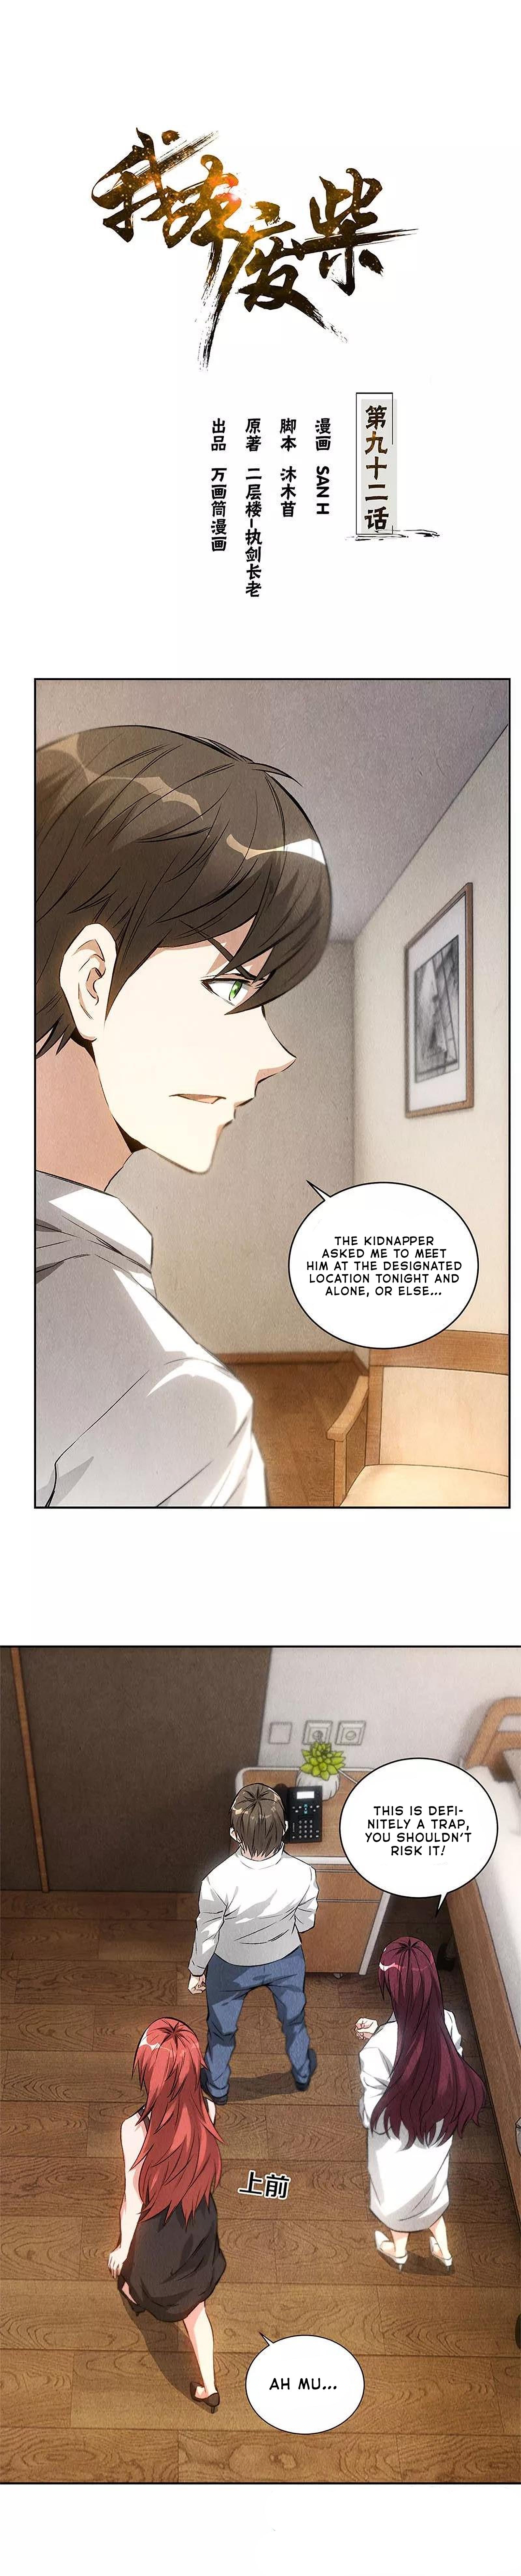 我本废柴
第九十二话
漫画 SAN H
脚本 沐木苜
原著 二层楼-执剑长老
出品 万画筒漫画
THE KIDNAPPER
ASKED ME TO MEET
HIM AT THE DESIGNATED
LOCATION TONIGHT AND
ALONE, OR ELSE...
THIS IS DEFI-
NITELY A TRAP,
YOU SHOULDN'T
RISK IT!
上前
AH MU...